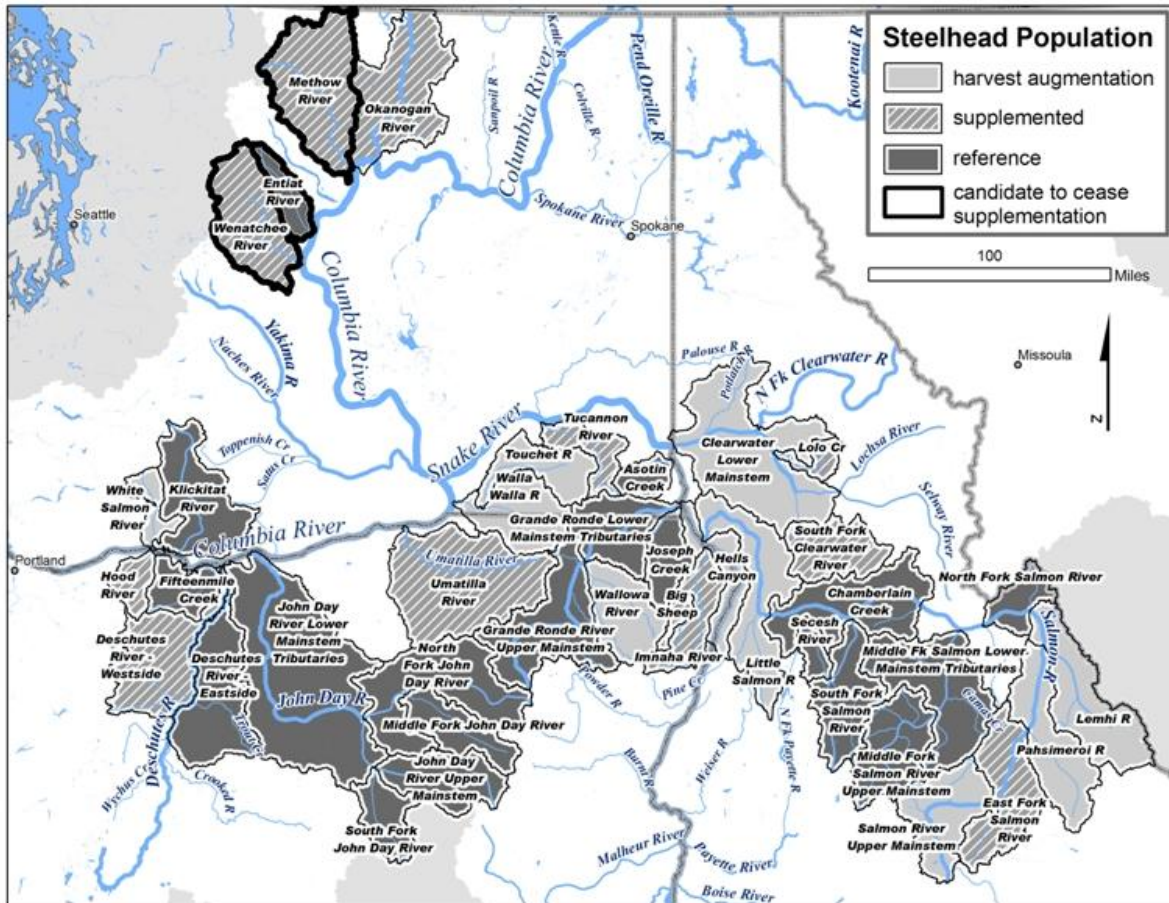 Steelhead Population
harvest augmentation
supplemented
reference
candidate to cease
supplementation
100
Miles
N
Methow
River
Okanogan
River
Kettle R
Sanpoil R
Columbia River
Colville R
Pend Oreille R
Kootenai R
Entiat
River
Wenatchee
River
Seattle
Spokane River
Spokane
Columbia River
Yakima R
Naches River
Missoula
Palouse R
Potlatch R
N Fk Clearwater R
Snake River
Tucannon
River
Touchet R
Walla
Walla R
Asotin
Creek
Clearwater
Lower
Mainstem
Lolo Cr
Lochsa River
Selway River
Toppenish Cr
Satus Cr
White
Salmon
River
Klickitat
River
Columbia River
Portland
Hood
River
Fifteenmile
Creek
Grande Ronde Lower
Mainstem Tributaries
Joseph
Creek
Hells
Canyon
South Fork
Clearwater
River
Umatilla River
Umatilla
River
Wallowa
River
Big
Sheep
Chamberlain
Creek
North Fork Salmon River
John Day
River Lower
Mainstem
Tributaries
Deschutes
River
Westside
Deschutes
River
Eastside
Grande Ronde River
Upper Mainstem
Imnaha River
Little
Salmon R
Secesh
River
Middle Fk Salmon Lower
Mainstem Tributaries
Salmon R
North
Fork John
Day River
John Day R
Middle Fork John Day River
Powder R
Pine Cr
South Fork
Salmon
River
Camas Cr
Lemhi R
Pahsimeroi R
Deschutes R
Trout Cr
Wychus Cr
Crooked R
John Day
River Upper
Mainstem
Burnt R
Weiser R
N Fk Payette R
Middle Fork
Salmon River
Upper Mainstem
East Fork
Salmon
River
Salmon River
Upper Mainstem
South Fork
John Day River
Malheur River
Payette River
Boise River